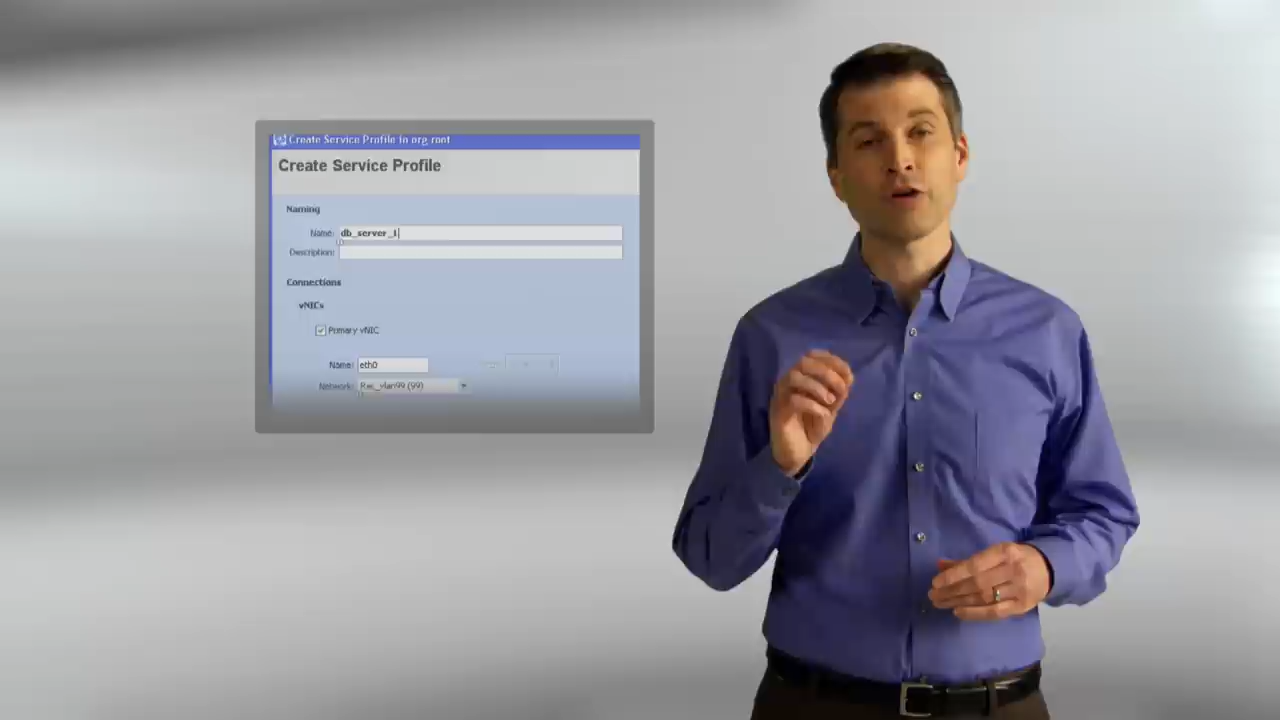 Create Service Profile in org root
Create Service Profile
Naming
Name: db_server_1
Description:
Connections
vNICs
Primary vNIC
Name: eth0
Network: